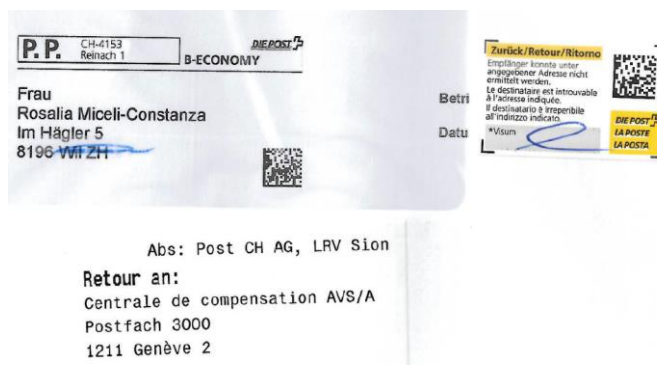 P.P. CH-4153
Reinach 1
DIE POST
B-ECONOMY
Frau
Rosalia Miceli-Constanza
Im Hägler 5
8196 Wil ZH
Betri
Datu
Zurück/Retour/Ritorno
Empfänger konnte unter
angegebener Adresse nicht
ermittelt werden.
Le destinataire est introuvable
à l'adresse indiquée.
Il destinatario è irreperibile
all'indirizzo indicato.
*Visum
DIE POST
LA POSTE
LA POSTA
Abs: Post CH AG, LRV Sion
Retour an:
Centrale de compensation AVS/A
Postfach 3000
1211 Genève 2